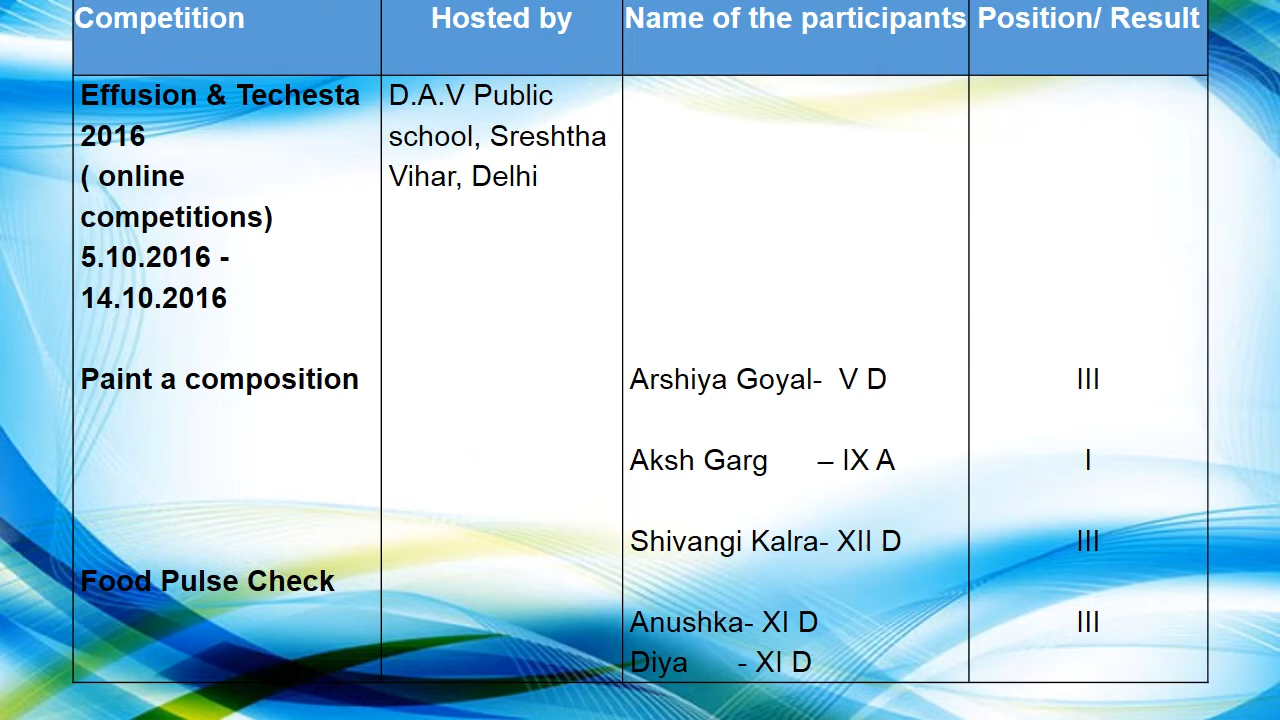 Competition
Hosted by
Name of the participants
Position/ Result
Effusion & Techesta
2016
( online
competitions)
5.10.2016 -
14.10.2016
D.A.V Public
school, Sreshtha
Vihar, Delhi
Paint a composition
Arshiya Goyal-  V D
III
Aksh Garg      – IX A
I
Shivangi Kalra- XII D
III
Food Pulse Check
Anushka- XI D
III
Diya      - XI D